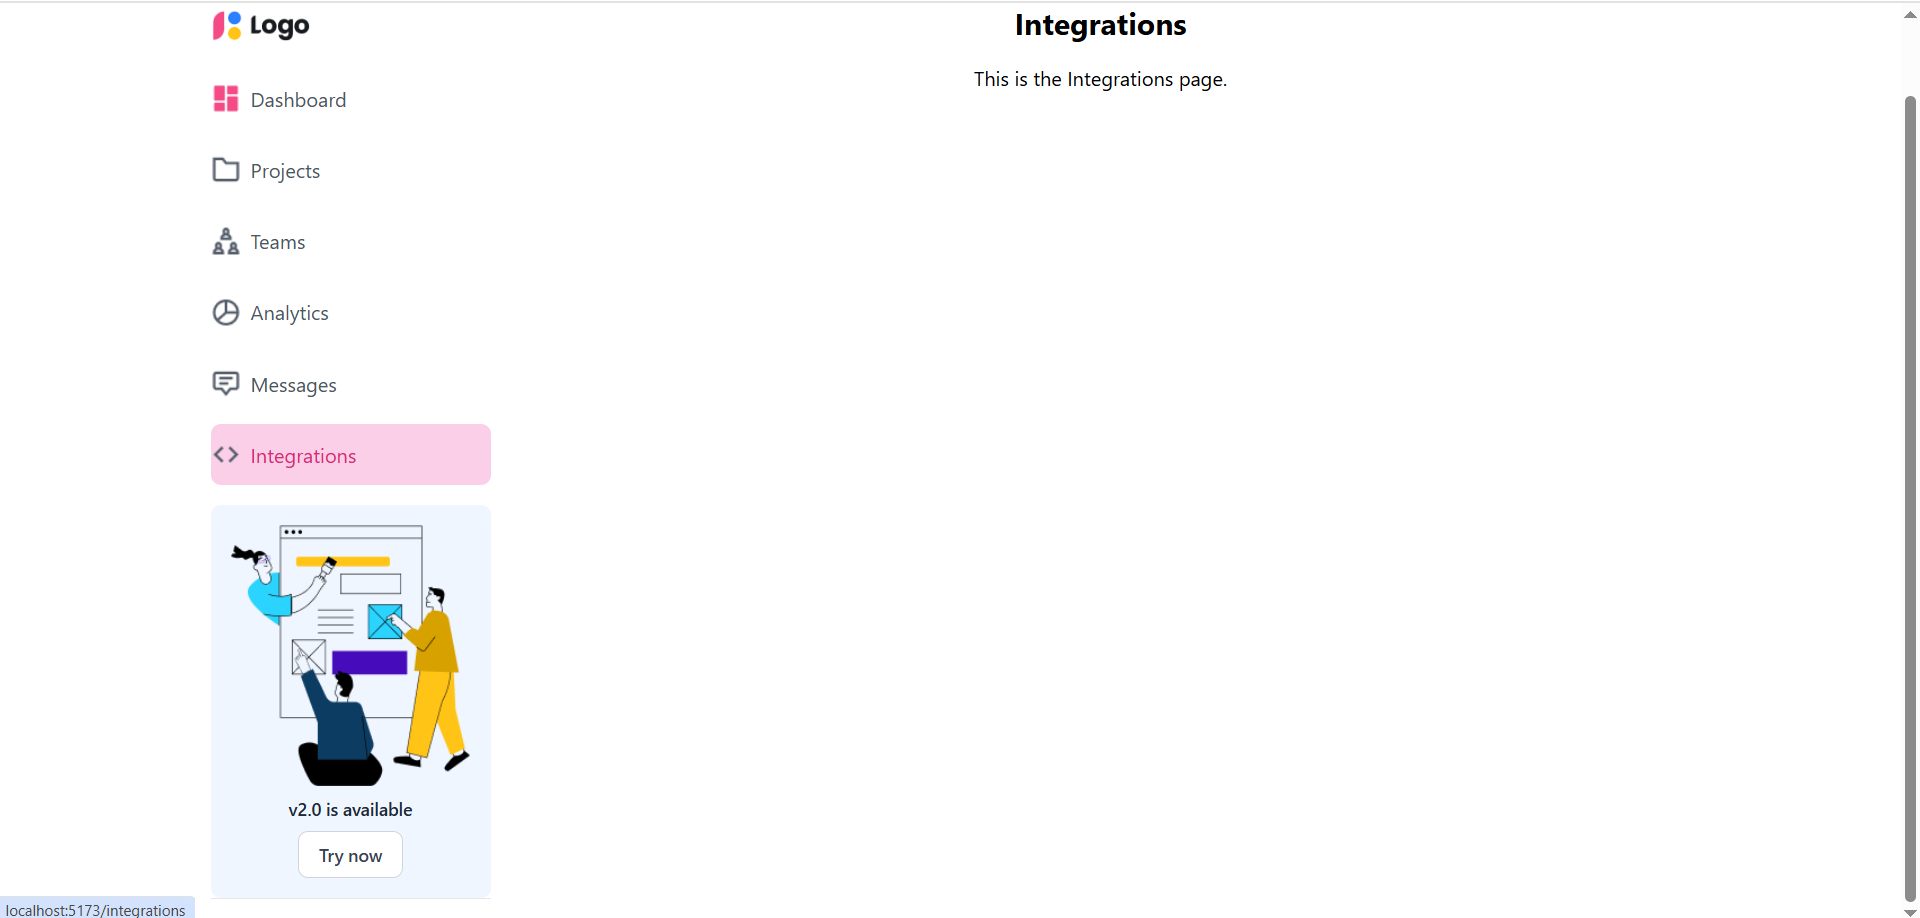 Logo
Dashboard
Projects
Teams
Analytics
Messages
Integrations
v2.0 is available
Try now
Integrations
This is the Integrations page.
localhost:5173/integrations